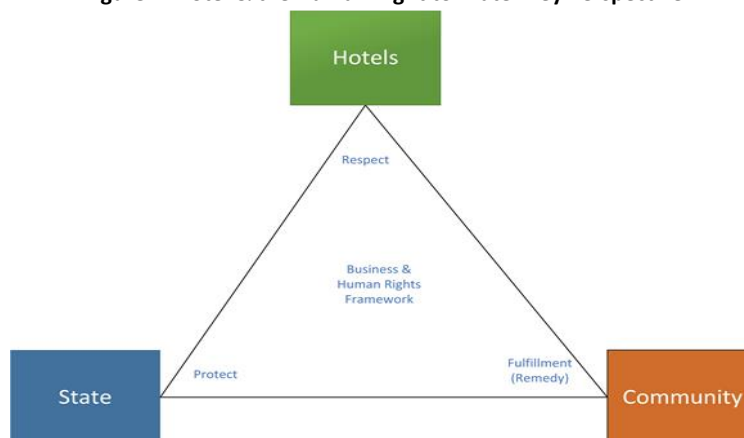 Hotels
Respect
Business &
Human Rights
Framework
Fulfillment
(Remedy)
Protect
State
Community